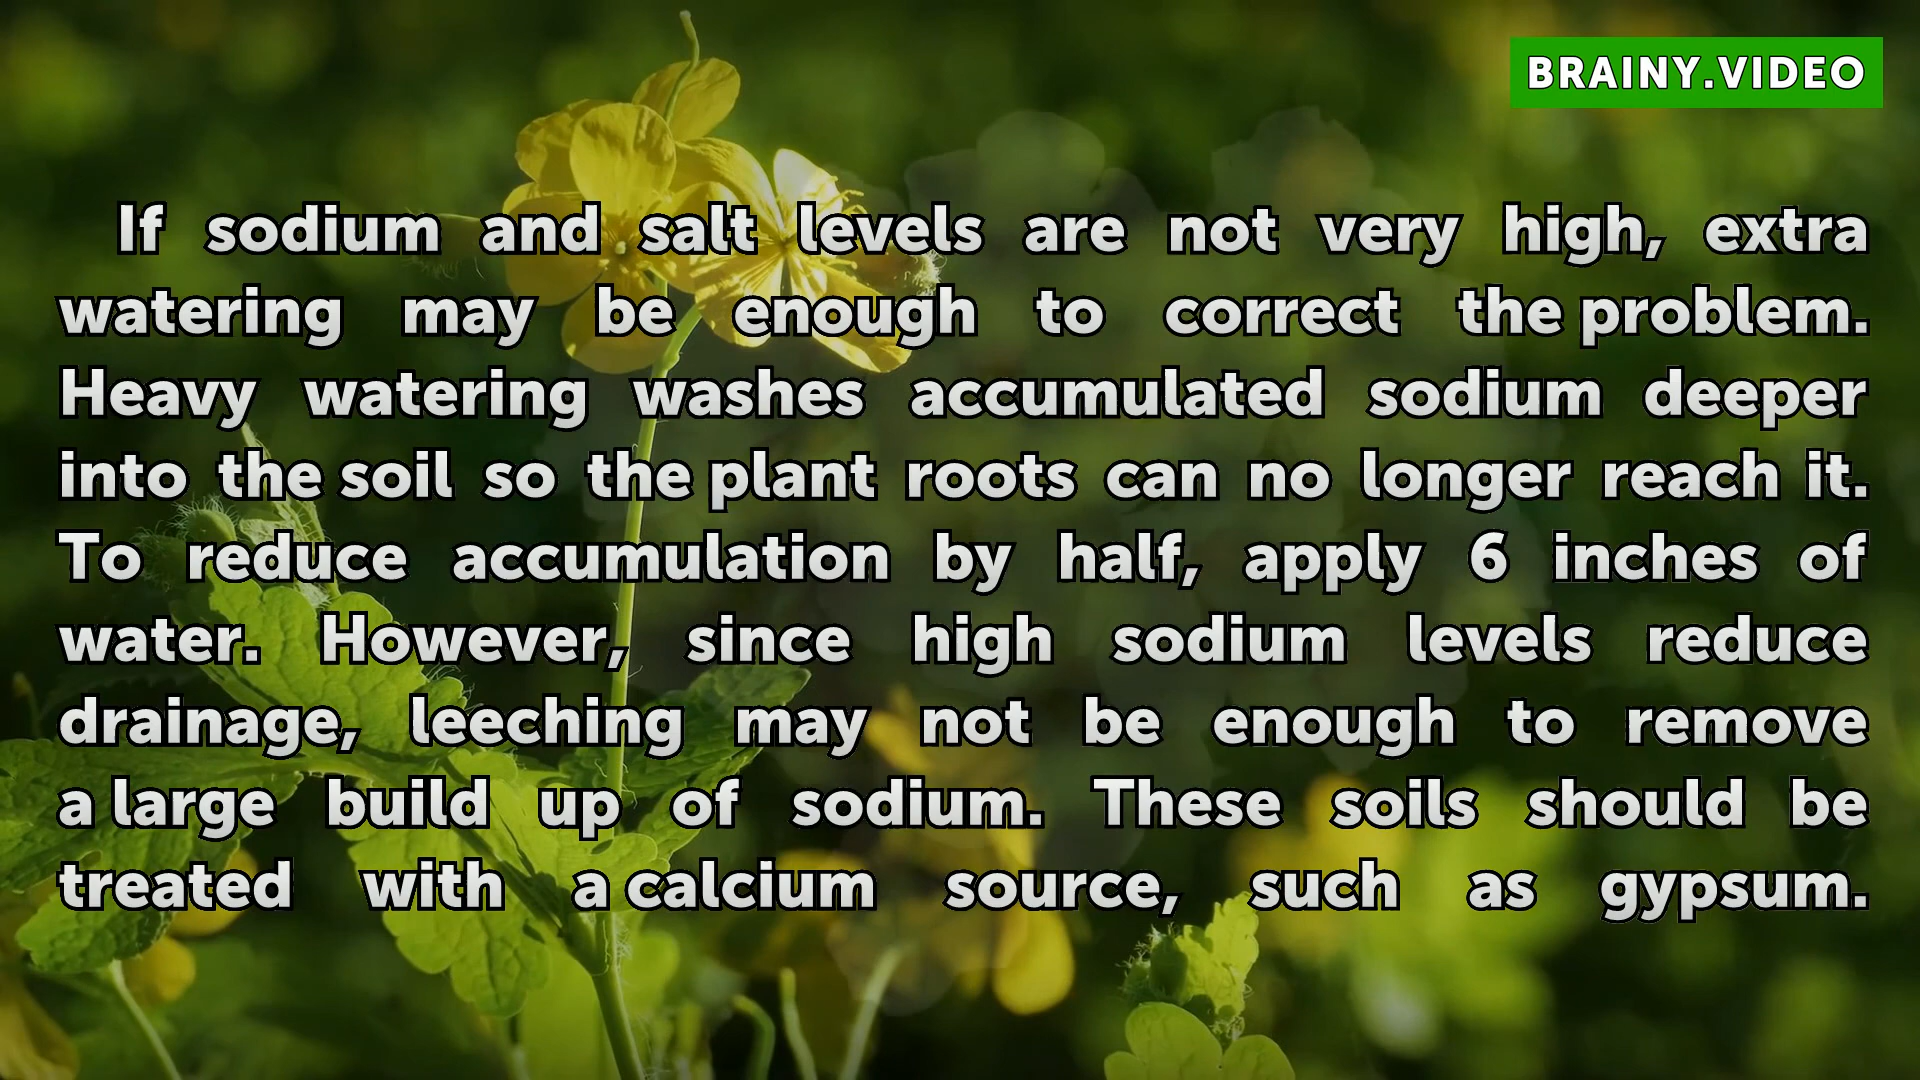 BRAINY.VIDEO
If sodium and salt levels are not very high, extra
watering may be enough to correct the problem.
Heavy watering washes accumulated sodium deeper
into the soil so the plant roots can no longer reach it.
To reduce accumulation by half, apply 6 inches of
water. However, since high sodium levels reduce
drainage, leeching may not be enough to remove
a large build up of sodium. These soils should be
treated with a calcium source, such as gypsum.